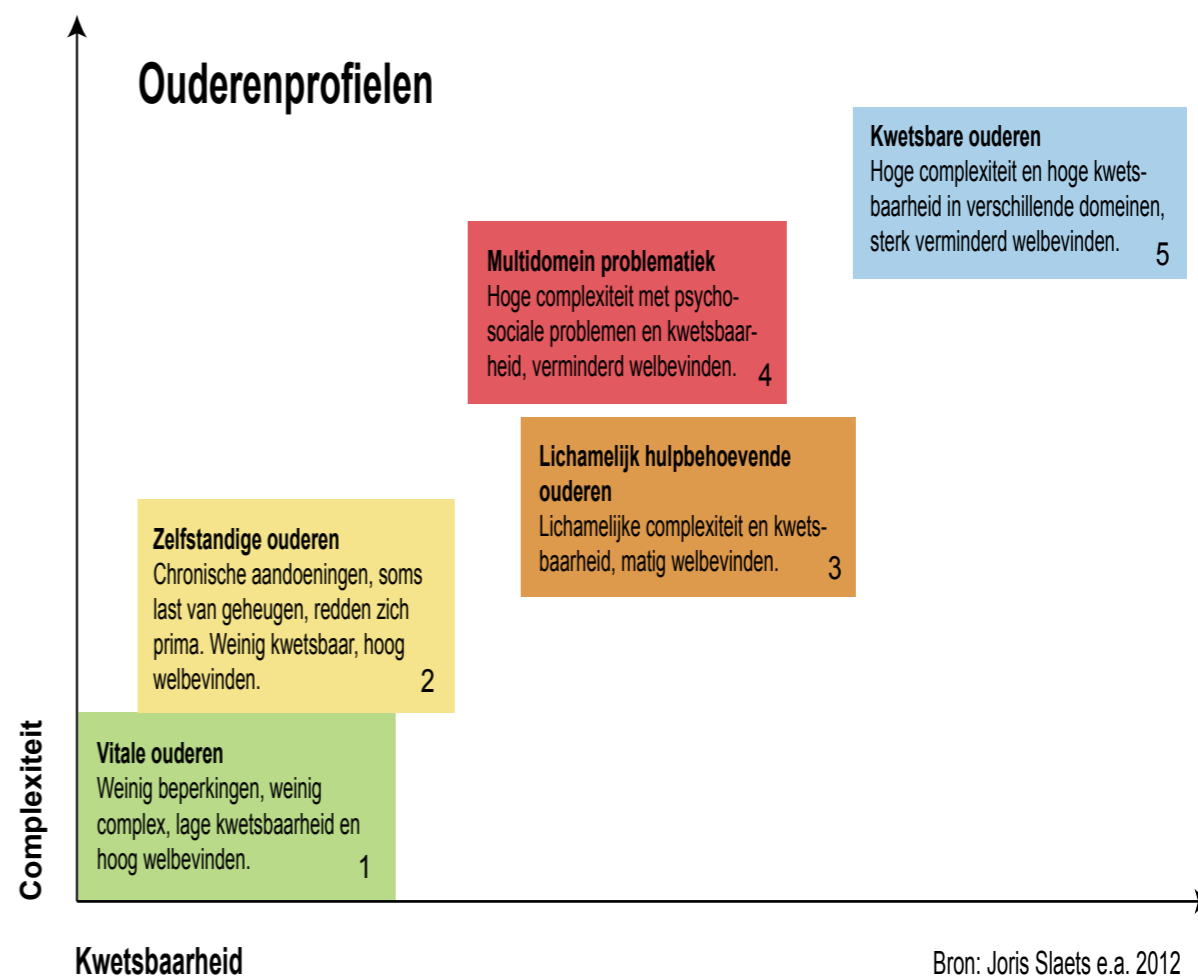 Ouderenprofielen
Kwetsbare ouderen
Hoge complexiteit en hoge kwets-
baarheid in verschillende domeinen,
sterk verminderd welbevinden.
5
Multidomein problematiek
Hoge complexiteit met psycho-
sociale problemen en kwetsbaar-
heid, verminderd welbevinden.
4
Lichamelijk hulpbehoevende
ouderen
Lichamelijke complexiteit en kwets-
baarheid, matig welbevinden.
3
Zelfstandige ouderen
Chronische aandoeningen, soms
last van geheugen, redden zich
prima. Weinig kwetsbaar, hoog
welbevinden.
2
Vitale ouderen
Weinig beperkingen, weinig
complex, lage kwetsbaarheid en
hoog welbevinden.
1
Complexiteit
Kwetsbaarheid
Bron: Joris Slaets e.a. 2012